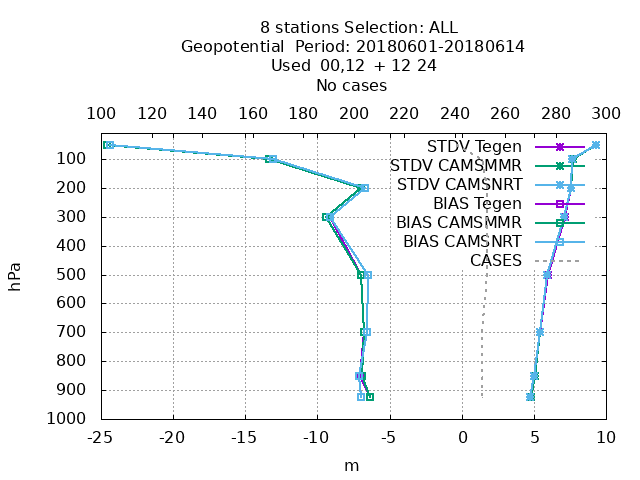 8 stations Selection: ALL
Geopotential  Period: 20180601-20180614
Used  00,12  + 12 24
No cases
100 120 140 160 180 200 220 240 260 280 300
STDV Tegen
STDV CAMSMMR
STDV CAMSNRT
BIAS Tegen
BIAS CAMSMMR
BIAS CAMSNRT
CASES
100
200
300
400
500
600
700
800
900
1000
hPa
-25 -20 -15 -10 -5 0 5 10
m